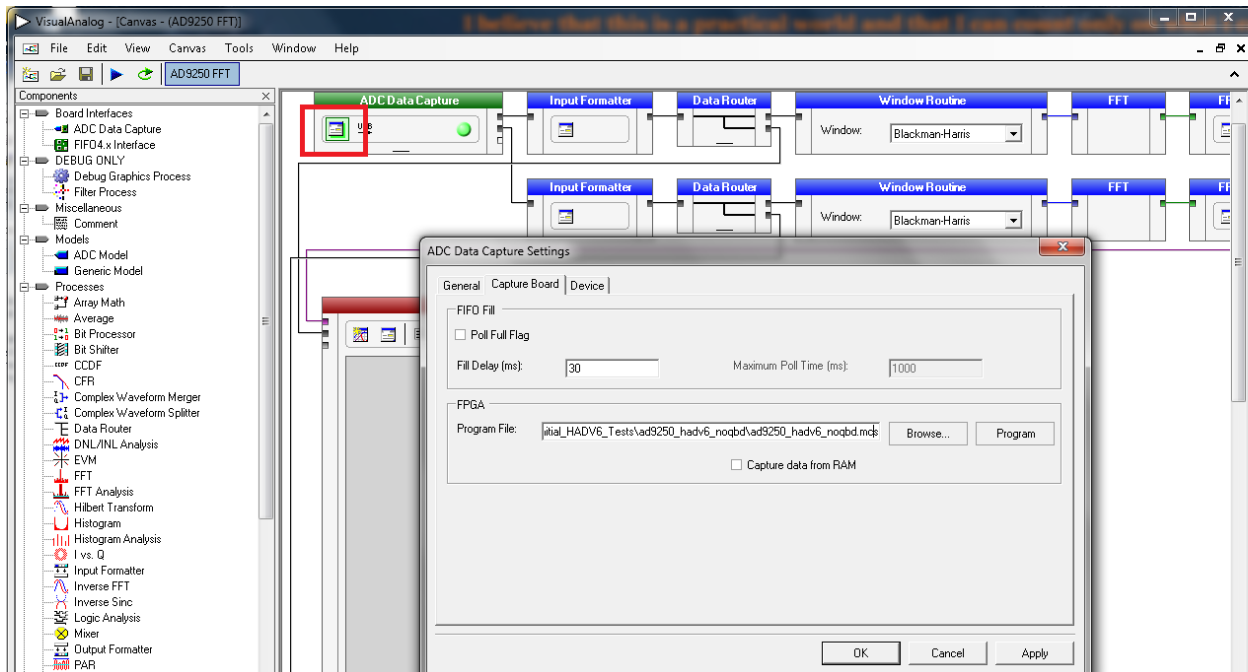 I believe that this is a practical world and that I can count only on
VisualAnalog - [Canvas - (AD9250 FFT)]
File Edit View Canvas Tools Window Help
AD9250 FFT
Components
Board Interfaces
ADC Data Capture
FIFO4.x Interface
DEBUG ONLY
Debug Graphics Process
Filter Process
Miscellaneous
Comment
Models
ADC Model
Generic Model
Processes
Array Math
Average
Bit Processor
Bit Shifter
CCDF
CFR
Complex Waveform Merger
Complex Waveform Splitter
Data Router
DNL/INL Analysis
EVM
FFT
FFT Analysis
Hilbert Transform
Histogram
Histogram Analysis
I vs. Q
Input Formatter
Inverse FFT
Inverse Sinc
Logic Analysis
Mixer
Output Formatter
PAR
ADC Data Capture
USB
Input Formatter
Data Router
Window Routine
Window: Blackman-Harris
FFT
FF
Input Formatter
Data Router
Window Routine
Window: Blackman-Harris
FFT
FF
ADC Data Capture Settings
General Capture Board Device
FIFO Fill
Poll Full Flag
Fill Delay (ms): 30 Maximum Poll Time (ms): 1000
FPGA
Program File: itial_HADV6_Tests\ad9250_hadv6_noqbd\ad9250_hadv6_noqbd.mcs Browse... Program
Capture data from RAM
OK Cancel Apply